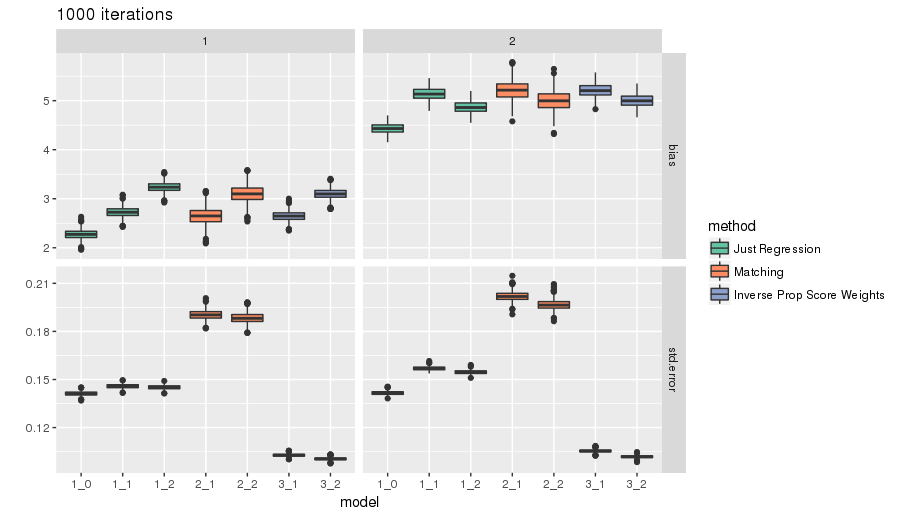 1000 iterations
1 2
5
4
3
2
bias
0.21
0.18
0.15
0.12
std.error
1_0 1_1 1_2 2_1 2_2 3_1 3_2 1_0 1_1 1_2 2_1 2_2 3_1 3_2
model
method
Just Regression
Matching
Inverse Prop Score Weights